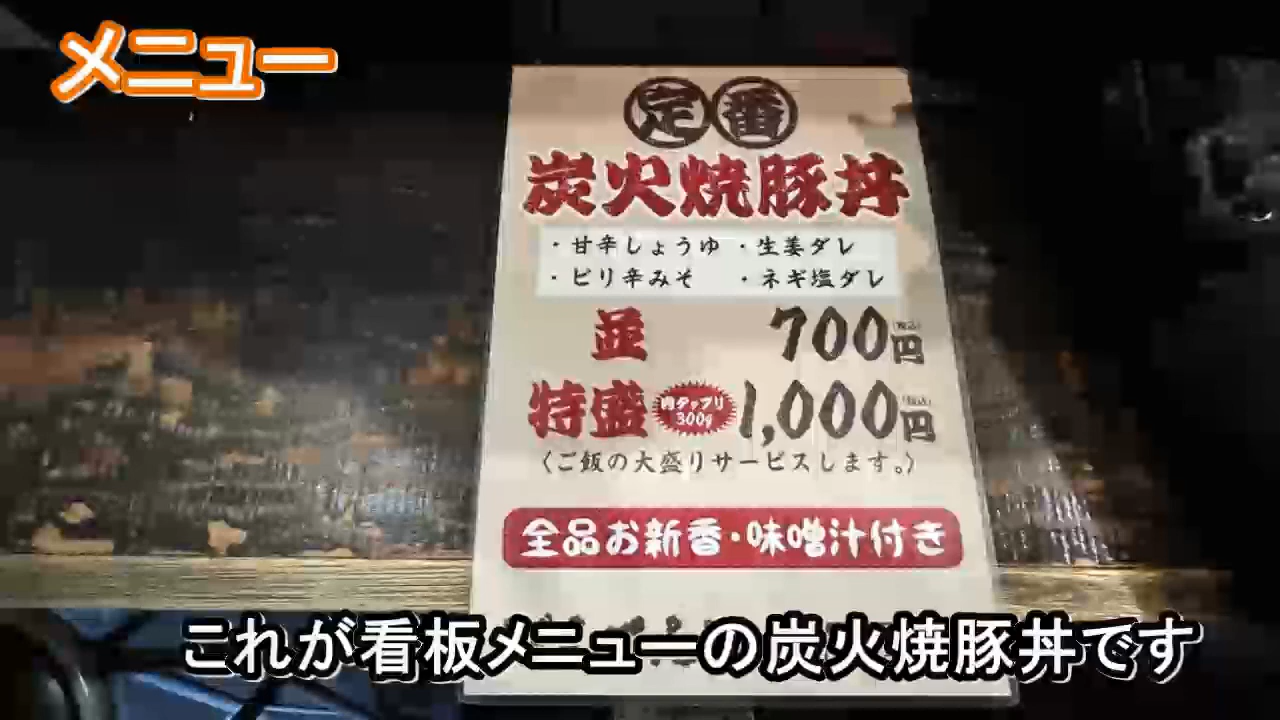 メニュー
定番
炭火焼豚丼
・甘辛しょうゆ ・生姜ダレ
・ピリ辛みそ ・ネギ塩ダレ
並 700円(税込)
特盛 肉タップリ 300g 1,000円(税込)
〈ご飯の大盛りサービスします。〉
全品お新香・味噌汁付き
これが看板メニューの炭火焼豚丼です